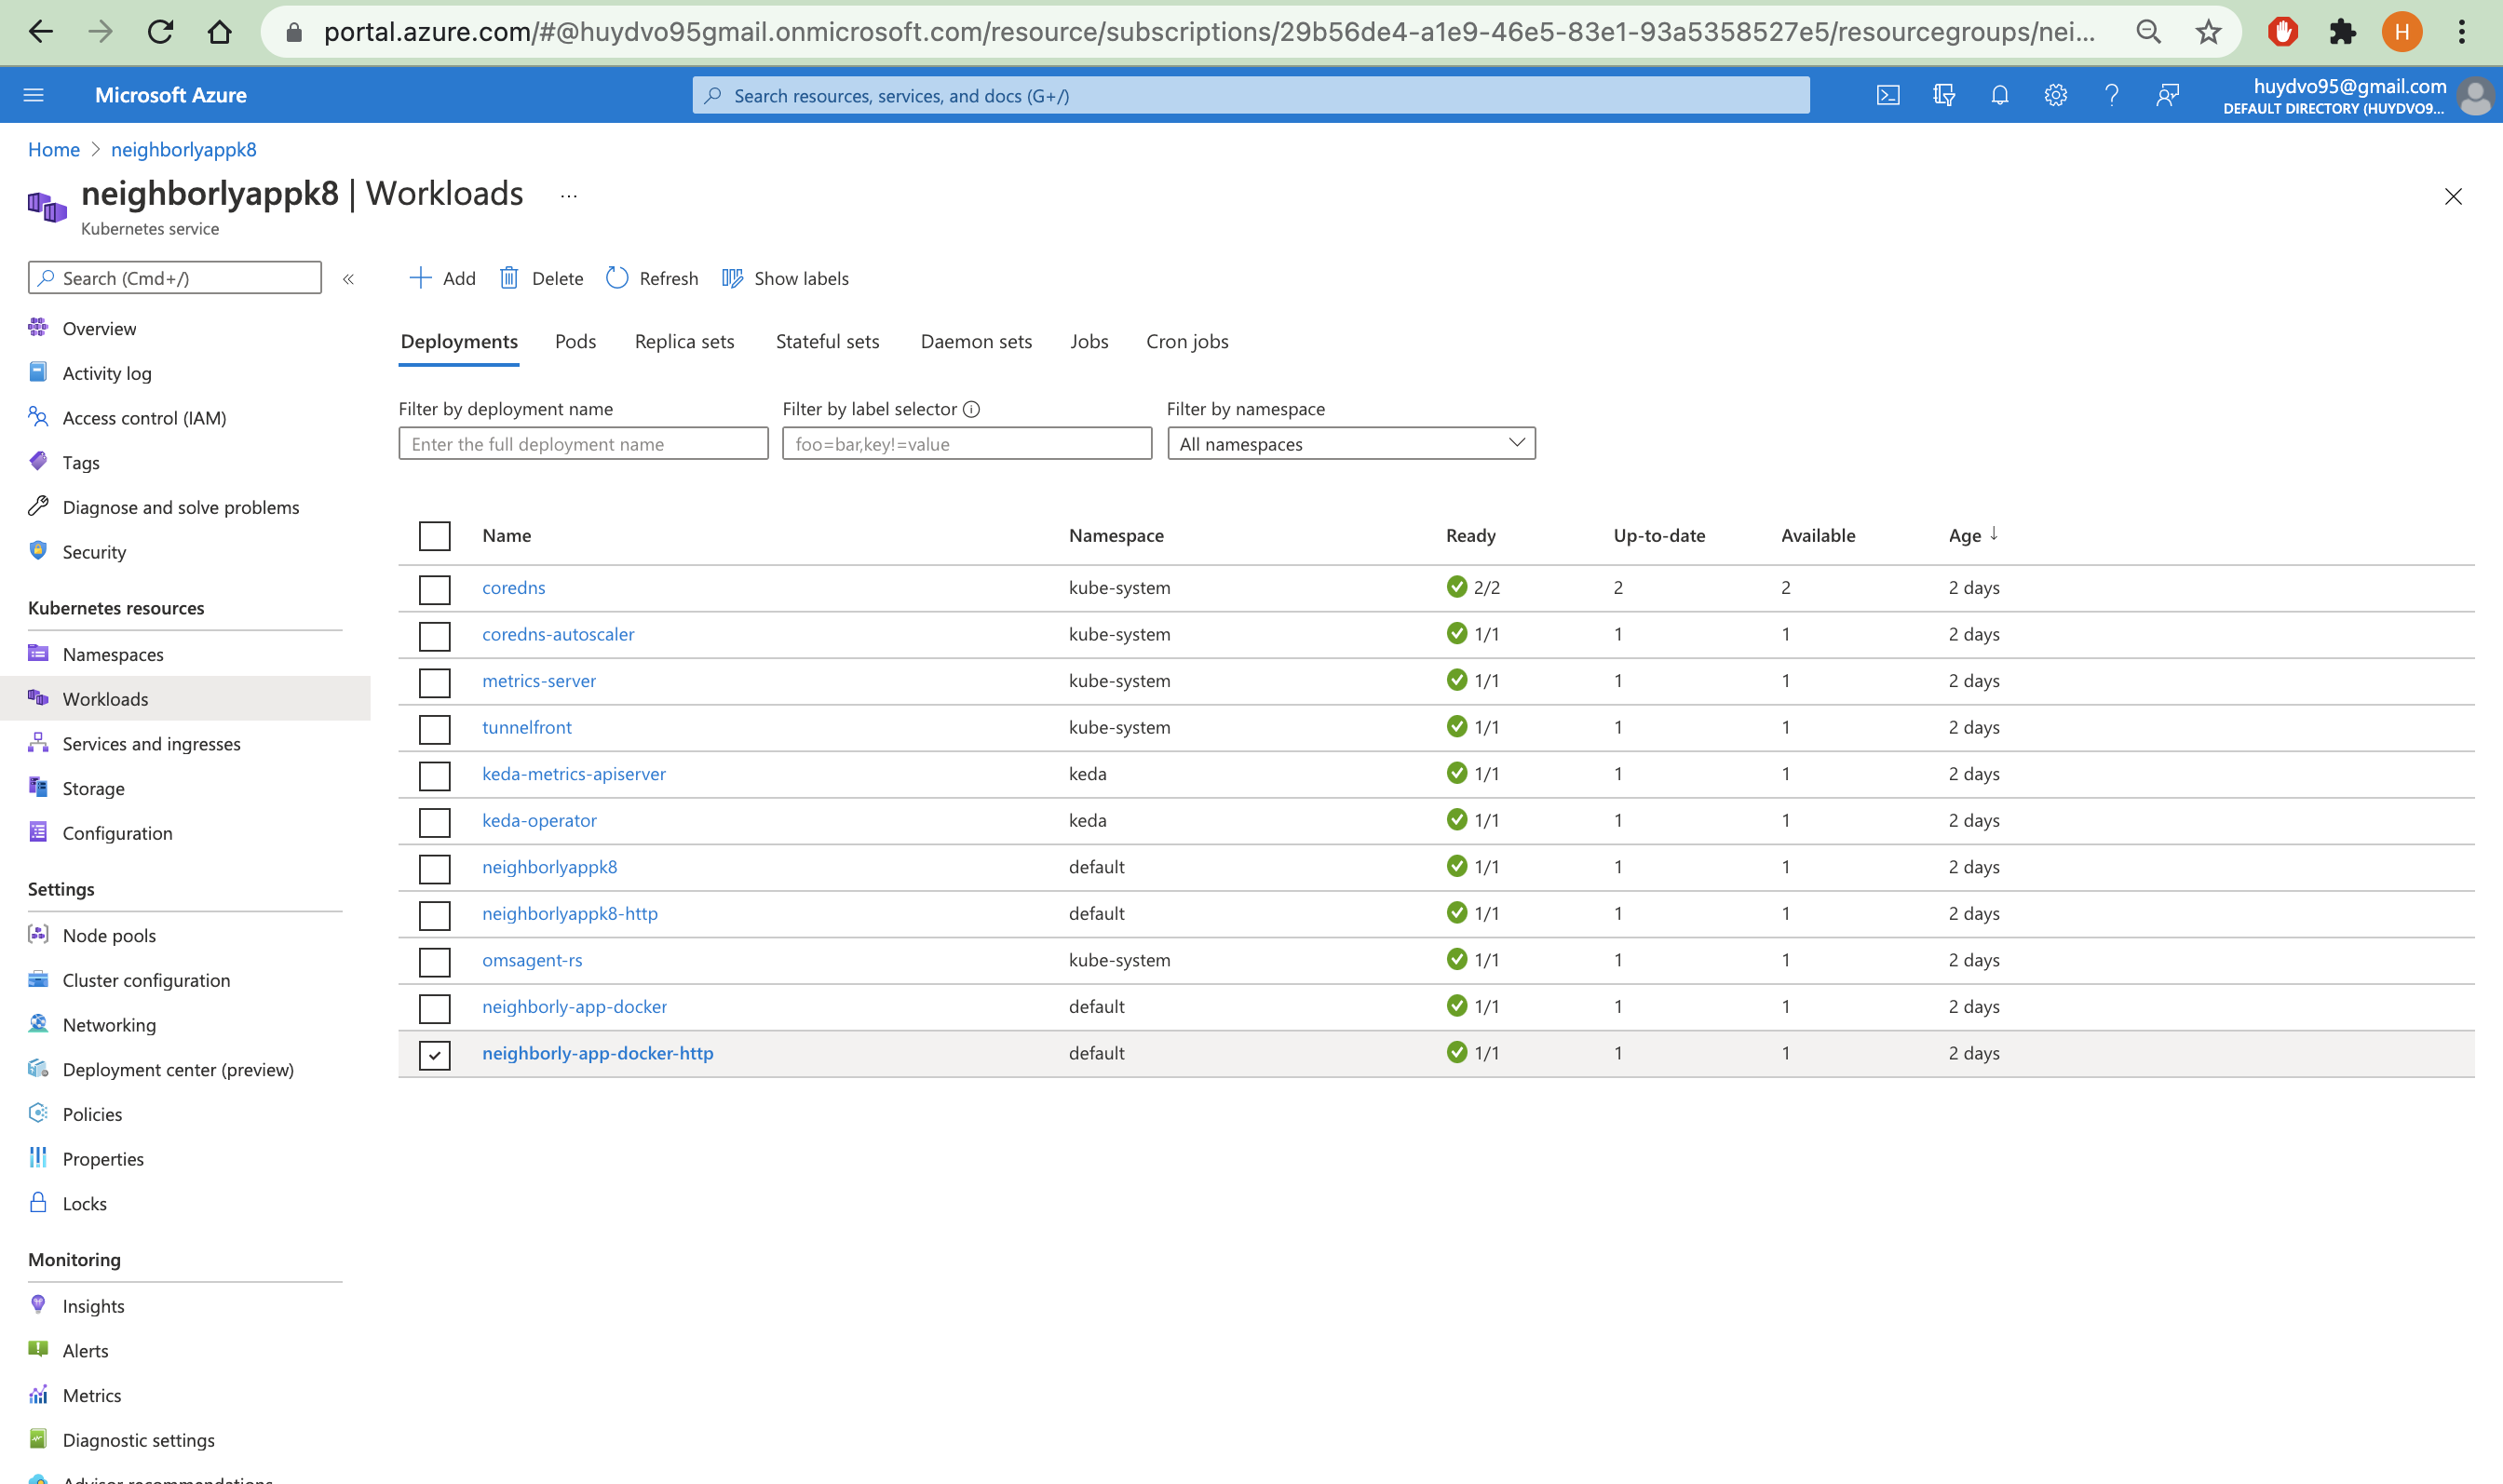 portal.azure.com/#@huydvo95gmail.onmicrosoft.com/resource/subscriptions/29b56de4-a1e9-46e5-83e1-93a5358527e5/resourcegroups/nei...
H
Microsoft Azure
Search resources, services, and docs (G+/)
huydvo95@gmail.com
DEFAULT DIRECTORY (HUYDVO9...
Home > neighborlyappk8
neighborlyappk8 | Workloads ...
Kubernetes service
Search (Cmd+/)
«
Add
Delete
Refresh
Show labels
Overview
Activity log
Access control (IAM)
Tags
Diagnose and solve problems
Security
Kubernetes resources
Namespaces
Workloads
Services and ingresses
Storage
Configuration
Settings
Node pools
Cluster configuration
Networking
Deployment center (preview)
Policies
Properties
Locks
Monitoring
Insights
Alerts
Metrics
Diagnostic settings
Advisor recommendations
Deployments Pods Replica sets Stateful sets Daemon sets Jobs Cron jobs
Filter by deployment name
Enter the full deployment name
Filter by label selector
foo=bar,key!=value
Filter by namespace
All namespaces
Name Namespace Ready Up-to-date Available Age ↓
coredns kube-system 2/2 2 2 2 days
coredns-autoscaler kube-system 1/1 1 1 2 days
metrics-server kube-system 1/1 1 1 2 days
tunnelfront kube-system 1/1 1 1 2 days
keda-metrics-apiserver keda 1/1 1 1 2 days
keda-operator keda 1/1 1 1 2 days
neighborlyappk8 default 1/1 1 1 2 days
neighborlyappk8-http default 1/1 1 1 2 days
omsagent-rs kube-system 1/1 1 1 2 days
neighborly-app-docker default 1/1 1 1 2 days
neighborly-app-docker-http default 1/1 1 1 2 days